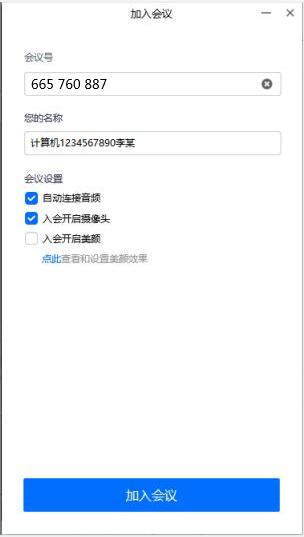 加入会议
会议号
665 760 887
您的名称
计算机1234567890李某
会议设置
自动连接音频
入会开启摄像头
入会开启美颜
点此查看和设置美颜效果
加入会议